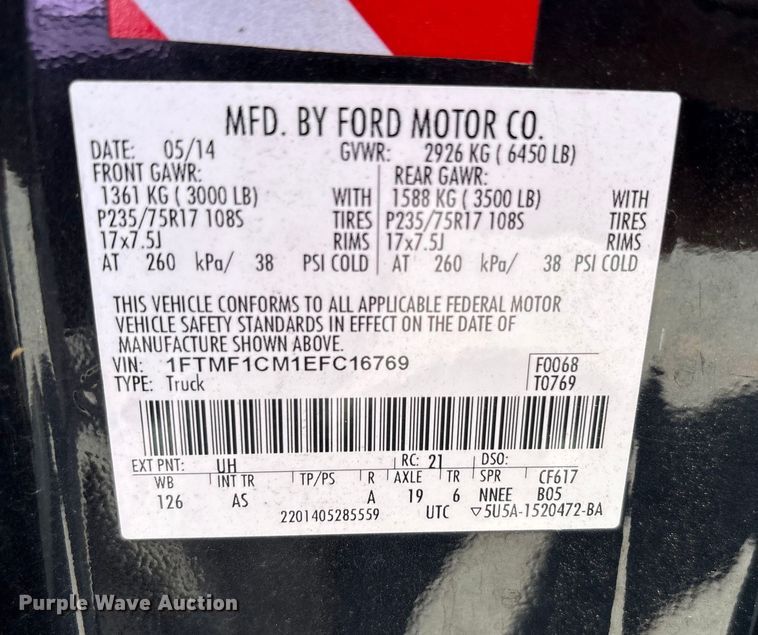 MFD. BY FORD MOTOR CO.
DATE: 05/14 GVWR: 2926 KG ( 6450 LB)
FRONT GAWR: REAR GAWR:
1361 KG ( 3000 LB) WITH 1588 KG ( 3500 LB) WITH
P235/75R17 108S TIRES P235/75R17 108S TIRES
17x7.5J RIMS 17x7.5J RIMS
AT 260 kPa/ 38 PSI COLD AT 260 kPa/ 38 PSI COLD
THIS VEHICLE CONFORMS TO ALL APPLICABLE FEDERAL MOTOR
VEHICLE SAFETY STANDARDS IN EFFECT ON THE DATE OF
MANUFACTURE SHOWN ABOVE.
VIN: 1FTMF1CM1EFC16769 F0068
TYPE: Truck T0769
EXT PNT: UH RC: 21 DSO:
WB INT TR TP/PS R AXLE TR SPR CF617
126 AS A 19 6 NNEE B05
2201405285559 UTC ▽5U5A-1520472-BA
Purple Wave Auction